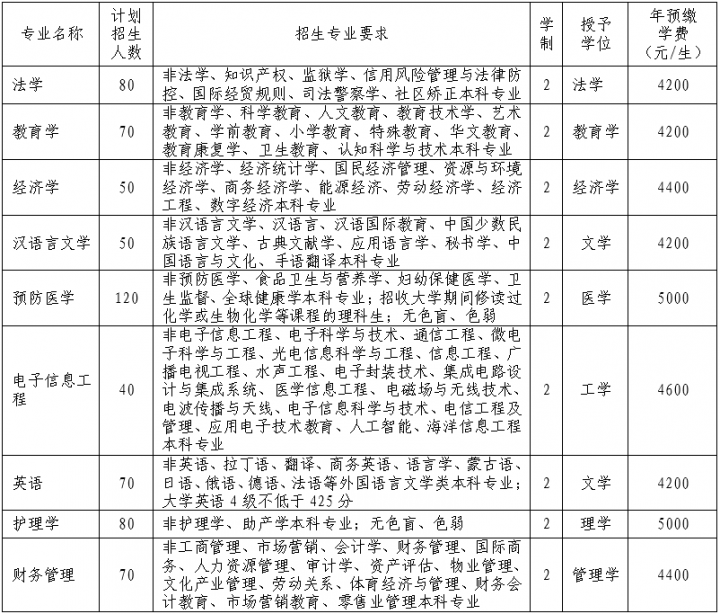 专业名称 计划招生人数 招生专业要求 学制 授予学位 年预缴学费（元/生）
法学 80 非法学、知识产权、监狱学、信用风险管理与法律防
控、国际经贸规则、司法警察学、社区矫正本科专业 2 法学 4200
教育学 70 非教育学、科学教育、人文教育、教育技术学、艺术
教育、学前教育、小学教育、特殊教育、华文教育、
教育康复学、卫生教育、认知科学与技术本科专业 2 教育学 4200
经济学 50 非经济学、经济统计学、国民经济管理、资源与环境
经济学、商务经济学、能源经济、劳动经济学、经济
工程、数字经济本科专业 2 经济学 4400
汉语言文学 50 非汉语言文学、汉语言、汉语国际教育、中国少数民
族语言文学、古典文献学、应用语言学、秘书学、中
国语言与文化、手语翻译本科专业 2 文学 4200
预防医学 120 非预防医学、食品卫生与营养学、妇幼保健医学、卫
生监督、全球健康学本科专业；招收大学期间修读过
化学或生物化学等课程的理科生；无色盲、色弱 2 医学 5000
电子信息工程 40 非电子信息工程、电子科学与技术、通信工程、微电
子科学与工程、光电信息科学与工程、信息工程、广
播电视工程、水声工程、电子封装技术、集成电路设
计与集成系统、医学信息工程、电磁场与无线技术、
电波传播与天线、电子信息科学与技术、电信工程及
管理、应用电子技术教育、人工智能、海洋信息工程
本科专业 2 工学 4600
英语 70 非英语、拉丁语、翻译、商务英语、语言学、蒙古语、
日语、俄语、德语、法语等外国语言文学类本科专业；
大学英语 4 级不低于 425 分 2 文学 4200
护理学 80 非护理学、助产学本科专业；无色盲、色弱 2 理学 5000
财务管理 70 非工商管理、市场营销、会计学、财务管理、国际商
务、人力资源管理、审计学、资产评估、物业管理、
文化产业管理、劳动关系、体育经济与管理、财务会
计教育、市场营销教育、零售业管理本科专业 2 管理学 4400